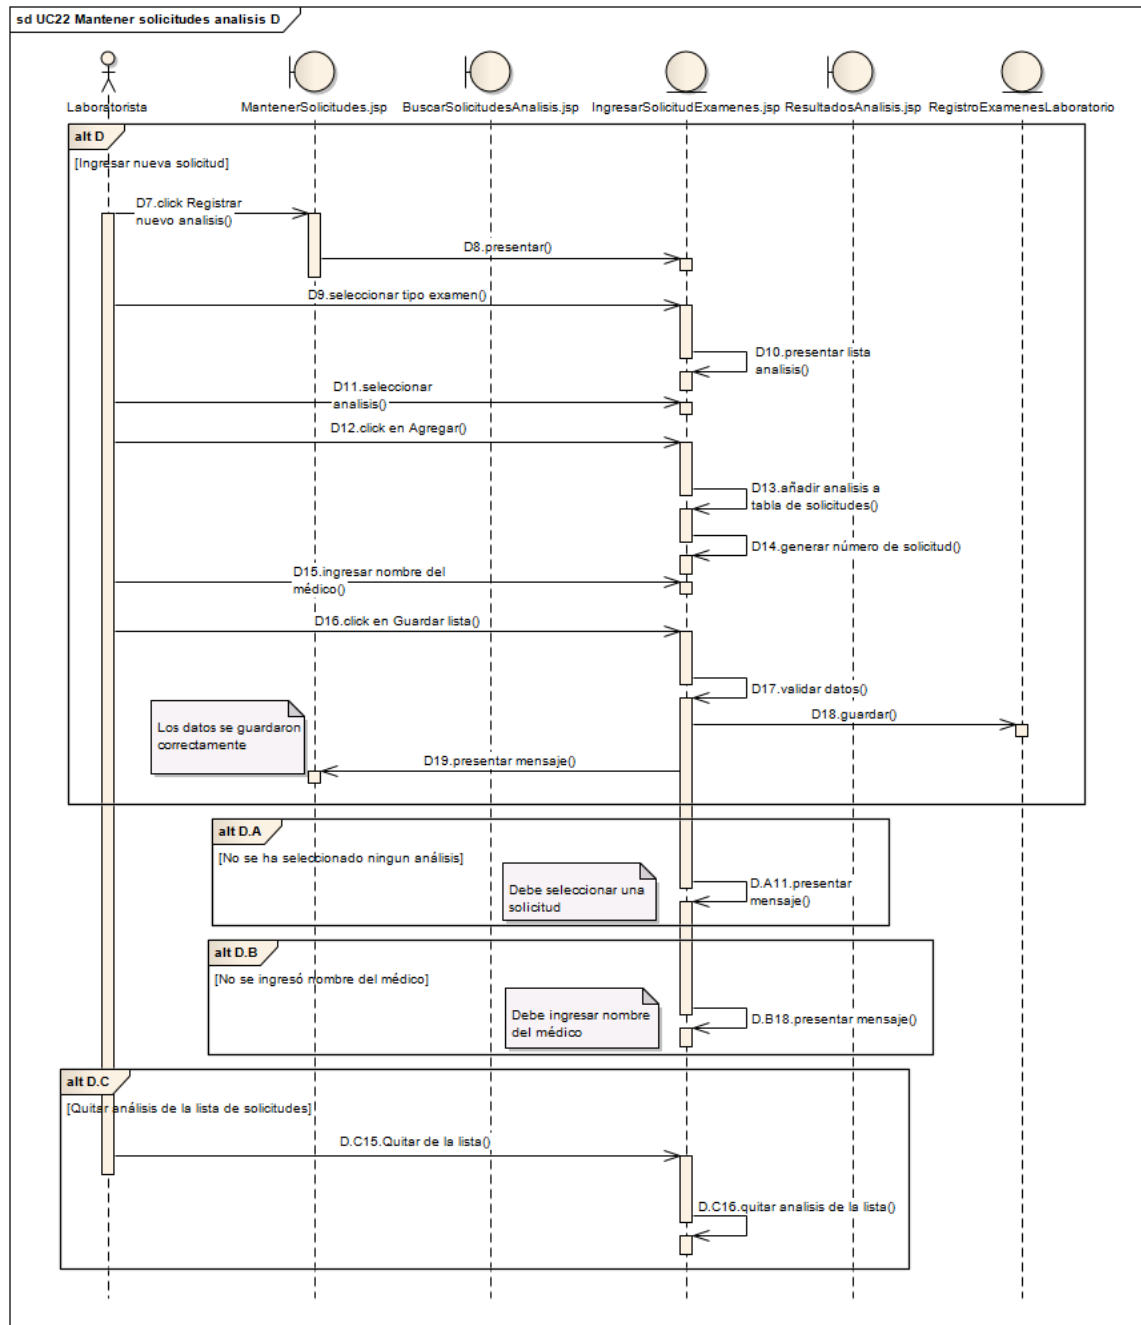 sd UC22 Mantener solicitudes analisis D
Laboratorista
MantenerSolicitudes.jsp
BuscarSolicitudesAnalisis.jsp
IngresarSolicitudExamenes.jsp
ResultadosAnalisis.jsp
RegistroExamenesLaboratorio
alt D
[Ingresar nueva solicitud]
D7.click Registrar
nuevo analisis()
D8.presentar()
D9.seleccionar tipo examen()
D10.presentar lista
analisis()
D11.seleccionar
analisis()
D12.click en Agregar()
D13.añadir analisis a
tabla de solicitudes()
D14.generar número de solicitud()
D15.ingresar nombre del
médico()
D16.click en Guardar lista()
D17.validar datos()
D18.guardar()
Los datos se guardaron
correctamente
D19.presentar mensaje()
alt D.A
[No se ha seleccionado ningun análisis]
Debe seleccionar una
solicitud
D.A11.presentar
mensaje()
alt D.B
[No se ingresó nombre del médico]
Debe ingresar nombre
del médico
D.B18.presentar mensaje()
alt D.C
[Quitar análisis de la lista de solicitudes]
D.C15.Quitar de la lista()
D.C16.quitar analisis de la lista()